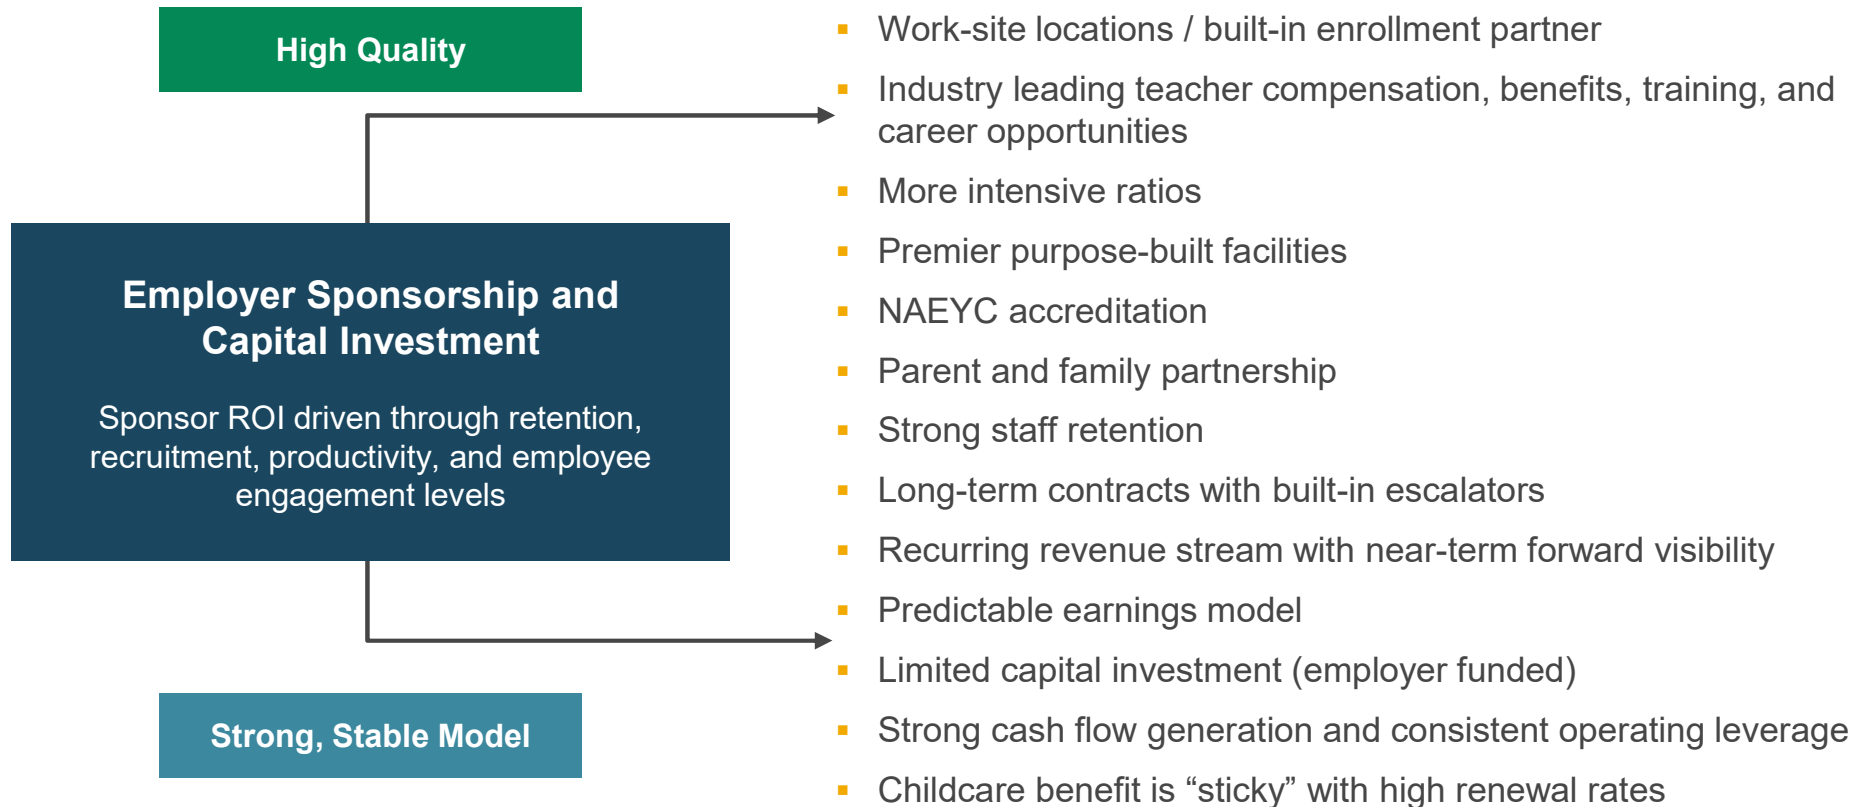 High Quality
Employer Sponsorship and
Capital Investment
Sponsor ROI driven through retention,
recruitment, productivity, and employee
engagement levels
Strong, Stable Model
Work-site locations / built-in enrollment partner
Industry leading teacher compensation, benefits, training, and
career opportunities
More intensive ratios
Premier purpose-built facilities
NAEYC accreditation
Parent and family partnership
Strong staff retention
Long-term contracts with built-in escalators
Recurring revenue stream with near-term forward visibility
Predictable earnings model
Limited capital investment (employer funded)
Strong cash flow generation and consistent operating leverage
Childcare benefit is “sticky” with high renewal rates